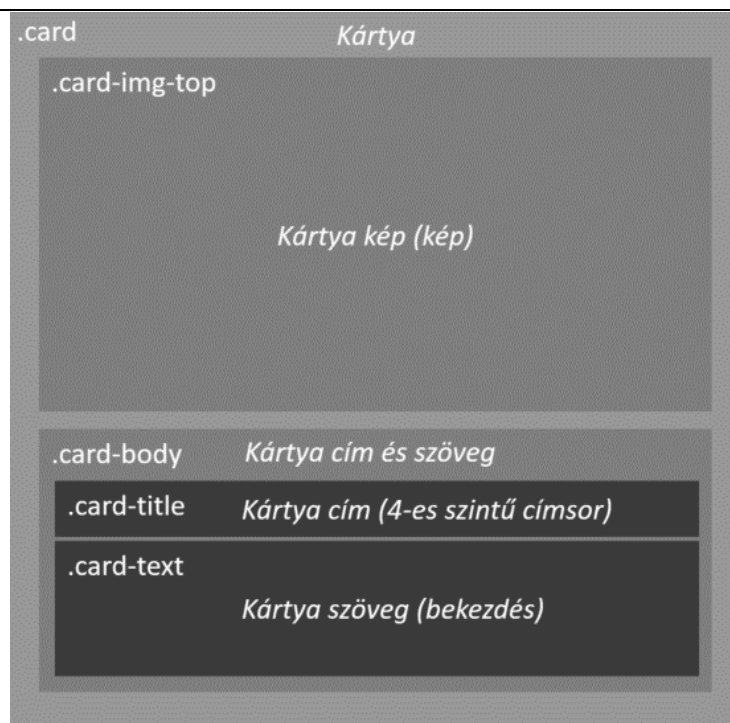 .card Kártya
.card-img-top
Kártya kép (kép)
.card-body Kártya cím és szöveg
.card-title Kártya cím (4-es szintű címsor)
.card-text
Kártya szöveg (bekezdés)